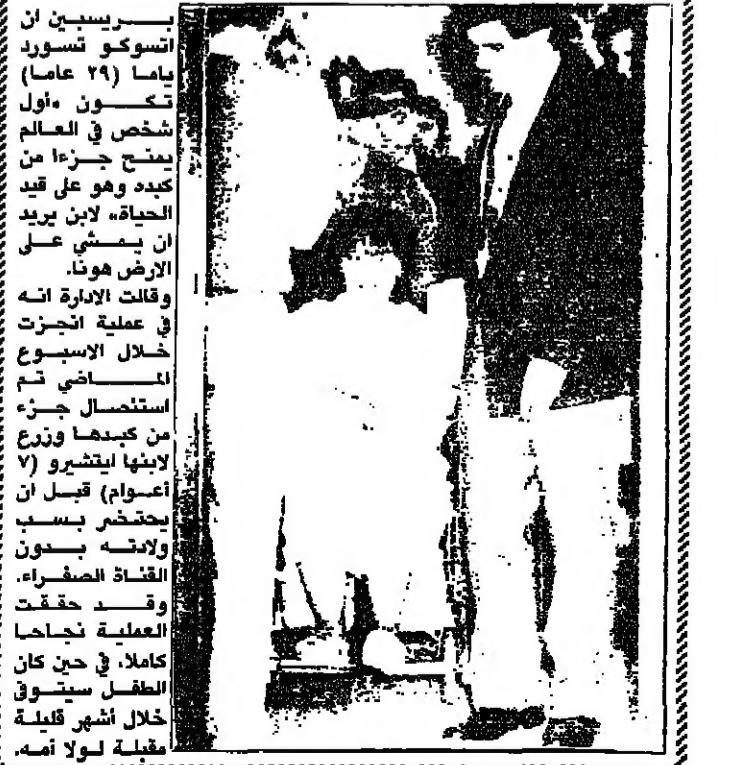 بريسبين ان
اتسوكو تسورد
ياما (٢٩ عاما)
تكون «أول
شخص في العالم
يمنح جزءا من
كبده وهو على قيد
الحياة» لابن يريد
ان يمشي على
الارض هونا.
وقالت الادارة انه
في عملية انجزت
خلال الاسبوع
الماضي تم
استئصال جزء
من كبدها وزرع
لابنها ايتشيرو (٧
أعوام) قبل ان
يحتضر بسب
ولادته بدون
القناة الصفراء.
وقد حققت
العملية نجاحا
كاملا، في حين كان
الطفل سيتوفى
خلال أشهر قليلة
مقبلة لولا أمه.